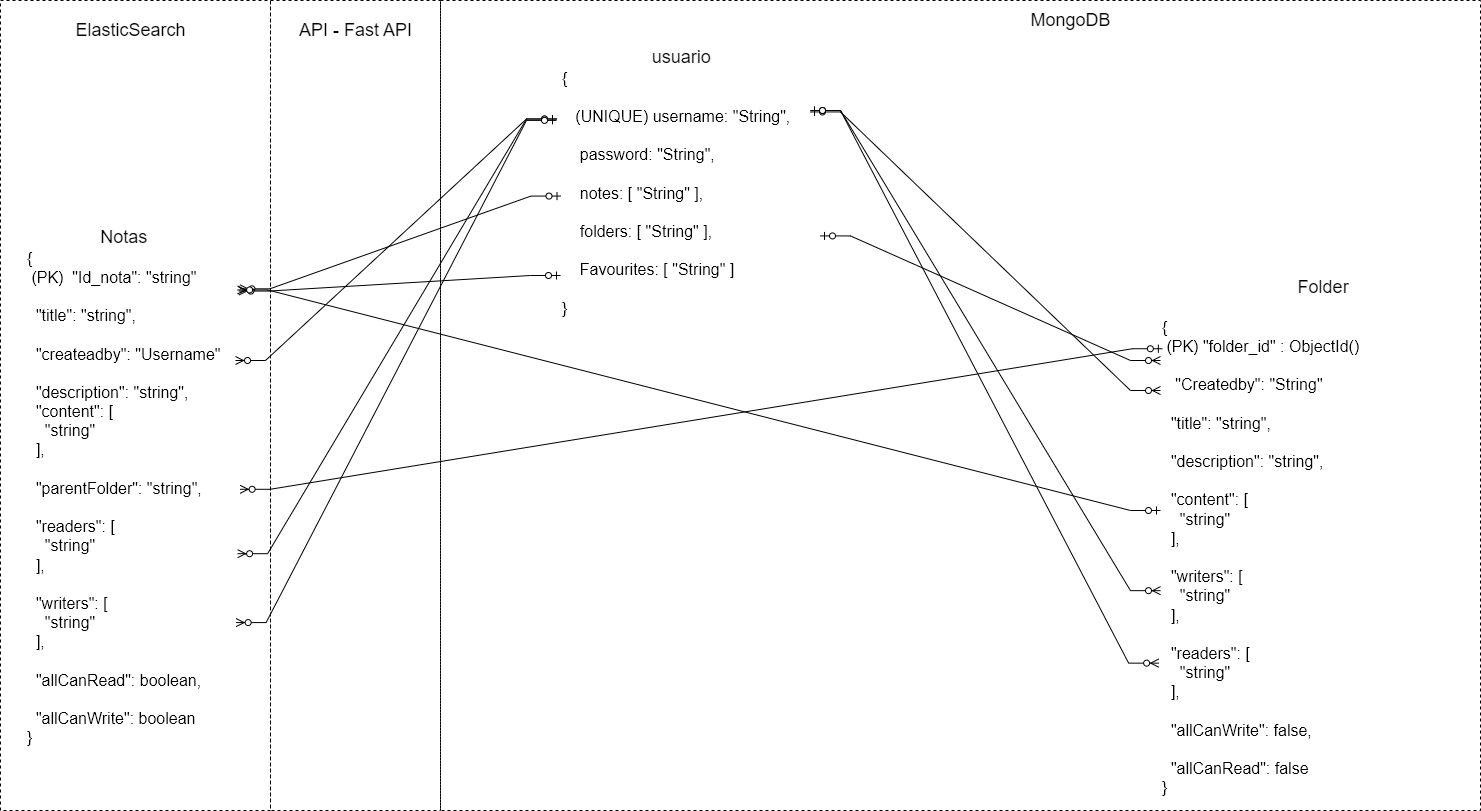 ElasticSearch
API - Fast API
MongoDB
Notas
{
(PK)  "Id_nota": "string"
"title": "string",
"createadby": "Username"
"description": "string",
"content": [
"string"
],
"parentFolder": "string",
"readers": [
"string"
],
"writers": [
"string"
],
"allCanRead": boolean,
"allCanWrite": boolean
}
usuario
{
(UNIQUE) username: "String",
password: "String",
notes: [ "String" ],
folders: [ "String" ],
Favourites: [ "String" ]
}
Folder
{
(PK) "folder_id" : ObjectId()
"Createdby": "String"
"title": "string",
"description": "string",
"content": [
"string"
],
"writers": [
"string"
],
"readers": [
"string"
],
"allCanWrite": false,
"allCanRead": false
}